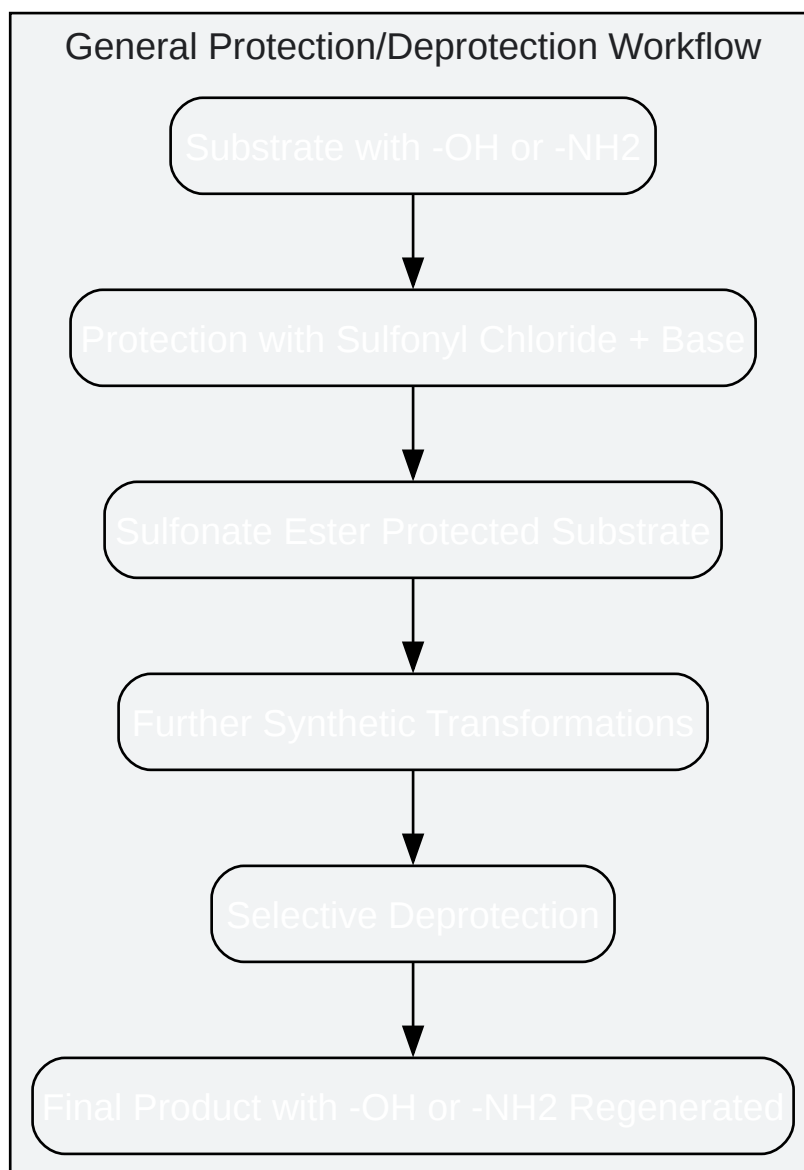 General Protection/Deprotection Workflow
Substrate with -OH or -NH2
Protection with Sulfonyl Chloride + Base
Sulfonate Ester Protected Substrate
Further Synthetic Transformations
Selective Deprotection
Final Product with -OH or -NH2 Regenerated